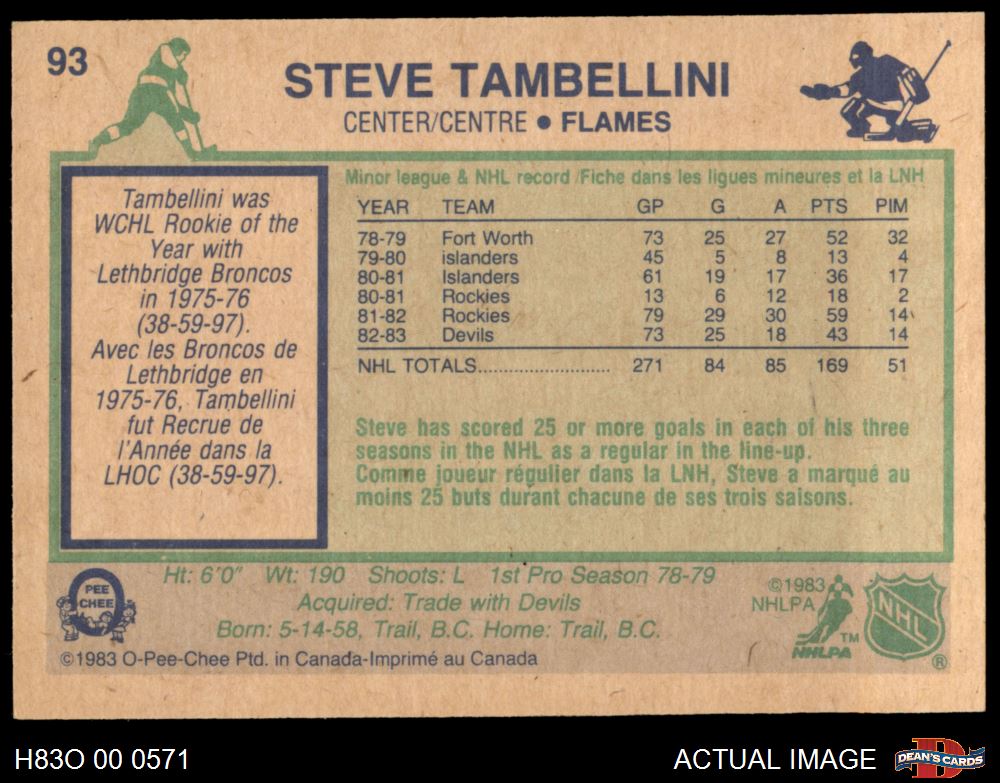 93
STEVE TAMBELLINI
CENTER/CENTRE • FLAMES
Tambellini was
WCHL Rookie of the
Year with
Lethbridge Broncos
in 1975-76
(38-59-97).
Avec les Broncos de
Lethbridge en
1975-76, Tambellini
fut Recrue de
l'Année dans la
LHOC (38-59-97).
Minor league & NHL record /Fiche dans les ligues mineures et la LNH
YEAR TEAM GP G A PTS PIM
78-79 Fort Worth 73 25 27 52 32
79-80 islanders 45 5 8 13 4
80-81 Islanders 61 19 17 36 17
80-81 Rockies 13 6 12 18 2
81-82 Rockies 79 29 30 59 14
82-83 Devils 73 25 18 43 14
NHL TOTALS............................ 271 84 85 169 51
Steve has scored 25 or more goals in each of his three
seasons in the NHL as a regular in the line-up.
Comme joueur régulier dans la LNH, Steve a marqué au
moins 25 buts durant chacune de ses trois saisons.
Ht: 6'0" Wt: 190 Shoots: L 1st Pro Season 78-79
Acquired: Trade with Devils
Born: 5-14-58, Trail, B.C. Home: Trail, B.C.
O
PEE
CHEE
©1983
NHLPA
TM
NHLPA
NHL
®
©1983 O-Pee-Chee Ptd. in Canada-Imprimé au Canada
H83O 00 0571
ACTUAL IMAGE
D
DEAN'S CARDS